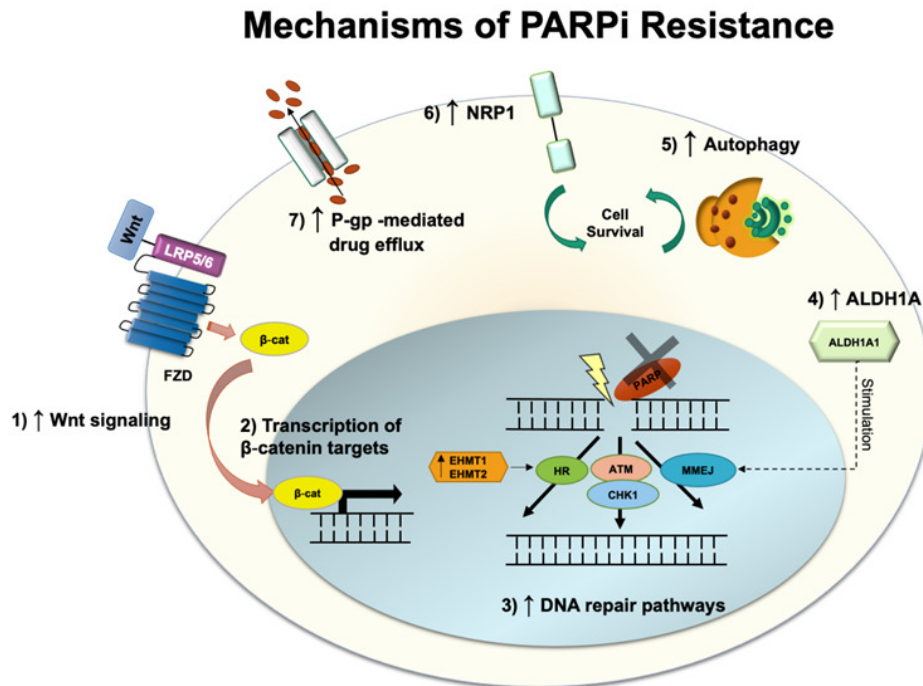 Mechanisms of PARPi Resistance
6) ↑ NRP1
5) ↑ Autophagy
7) ↑ P-gp -mediated
drug efflux
Cell
Survival
Wnt
LRP5/6
FZD
β-cat
4) ↑ ALDH1A
ALDH1A1
Stimulation
1) ↑ Wnt signaling
2) Transcription of
β-catenin targets
β-cat
PARP
↑ EHMT1
EHMT2
HR
ATM
CHK1
MMEJ
3) ↑ DNA repair pathways